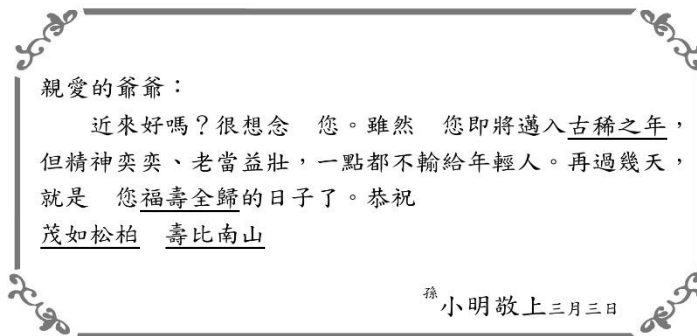 親愛的爺爺：
近來好嗎？很想念　您。雖然　您即將邁入古稀之年，
但精神奕奕、老當益壯，一點都不輸給年輕人。再過幾天，
就是　您福壽全歸的日子了。恭祝
茂如松柏　壽比南山
孫小明敬上三月三日